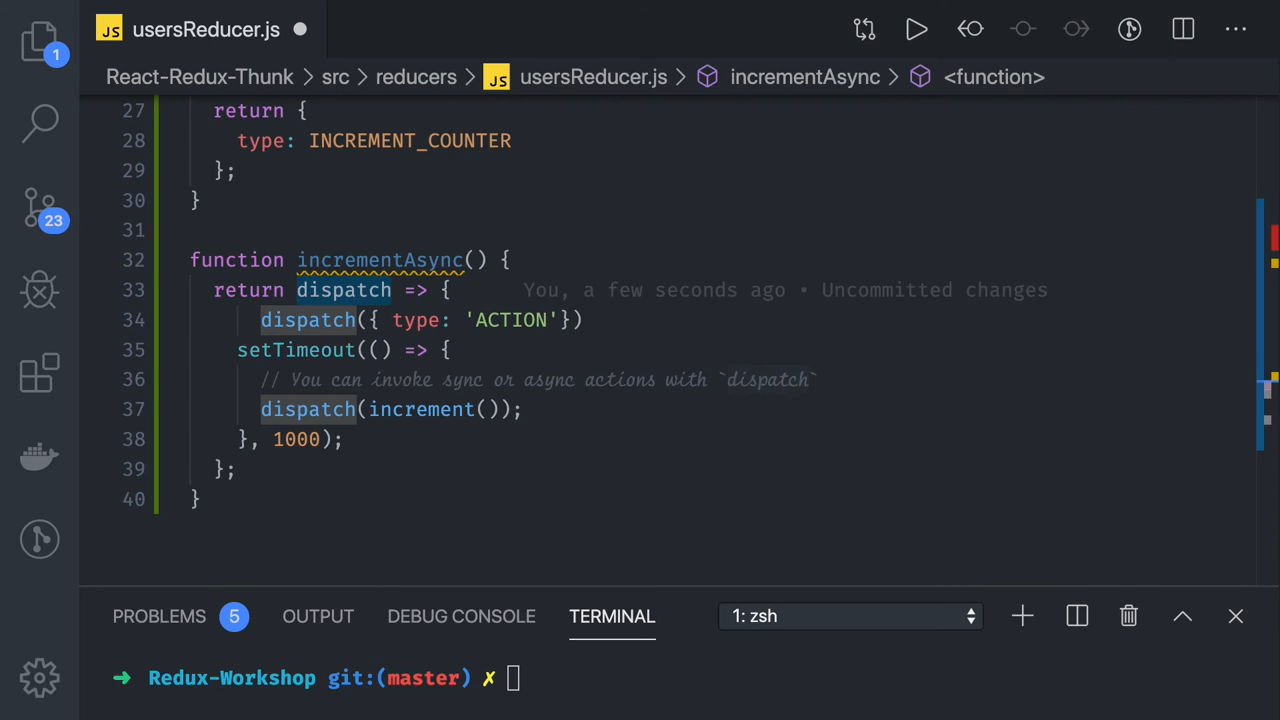 JS usersReducer.js
1
React-Redux-Thunk > src > reducers > JS usersReducer.js > incrementAsync > <function>
27 return {
28 type: INCREMENT_COUNTER
29 };
30 }
31
23
32 function incrementAsync() {
33 return dispatch => { You, a few seconds ago • Uncommitted changes
34 dispatch({ type: 'ACTION'})
35 setTimeout(() => {
36 // You can invoke sync or async actions with `dispatch`
37 dispatch(increment());
38 }, 1000);
39 };
40 }
PROBLEMS 5 OUTPUT DEBUG CONSOLE TERMINAL 1: zsh
➜ Redux-Workshop git:(master) ✗